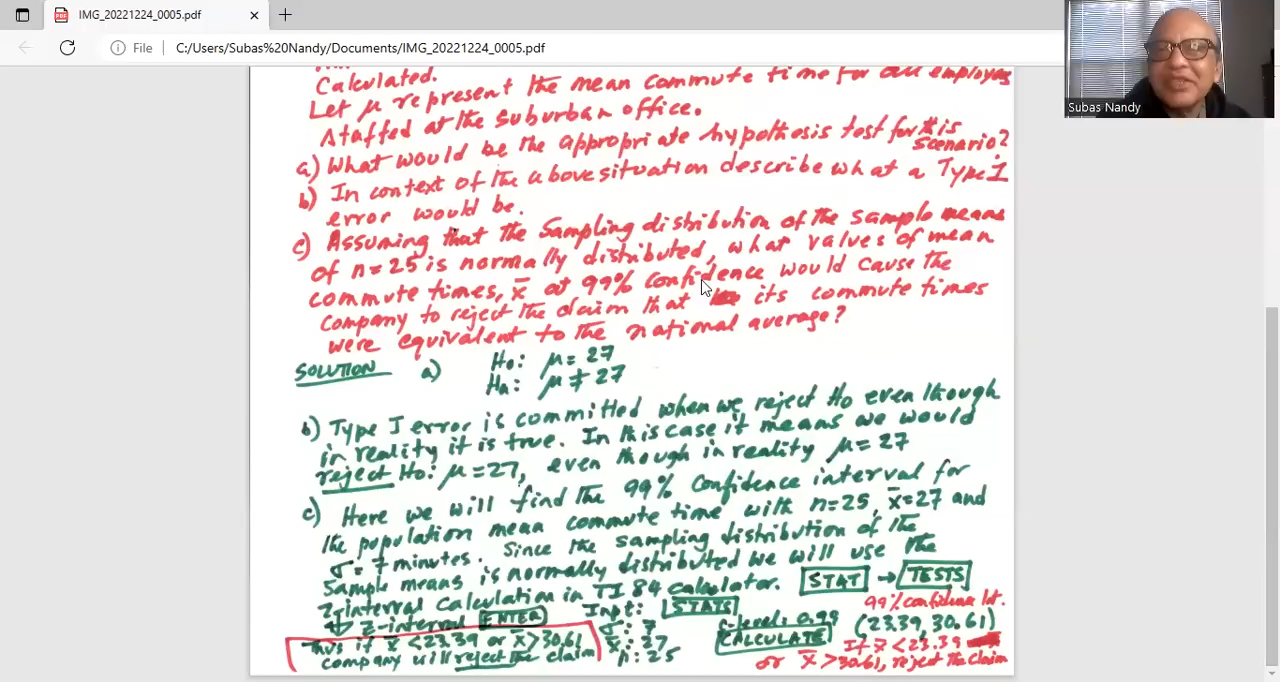 IMG_20221224_0005.pdf
File C:/Users/Subas%20Nandy/Documents/IMG_20221224_0005.pdf
Subas Nandy
Calculated.
Let μ represent the mean commute time for all employees
staffed at the suburban office.
a) What would be the appropriate hypothesis test for this
scenario?
b) In context of the above situation describe what a Type I
error would be.
c) Assuming that the sampling distribution of the sample means
of n=25 is normally distributed, what values of mean
commute times, x̄ at 99% confidence would cause the
company to reject the claim that its commute times
were equivalent to the national average?
SOLUTION a) H₀: μ = 27
Hₐ: μ ≠ 27
b) Type I error is committed when we reject H₀ even though
in reality it is true. In this case it means we would
reject H₀: μ = 27, even though in reality μ = 27
c) Here we will find the 99% confidence interval for
the population mean commute time with n=25, x̄=27 and
σ = 7 minutes. Since the sampling distribution of the
sample means is normally distributed we will use the
Z-interval calculation in TI 84 calculator. STAT → TESTS
↓ Z-interval ENTER Inpt: STATS
σ: 7 C-level: 0.99
x̄: 27 CALCULATE
n: 25
99% confidence Int.
(23.39, 30.61)
If x̄ < 23.39
or x̄ > 30.61, reject the claim
Thus if x̄ < 23.39 or x̄ > 30.61
company will reject the claim